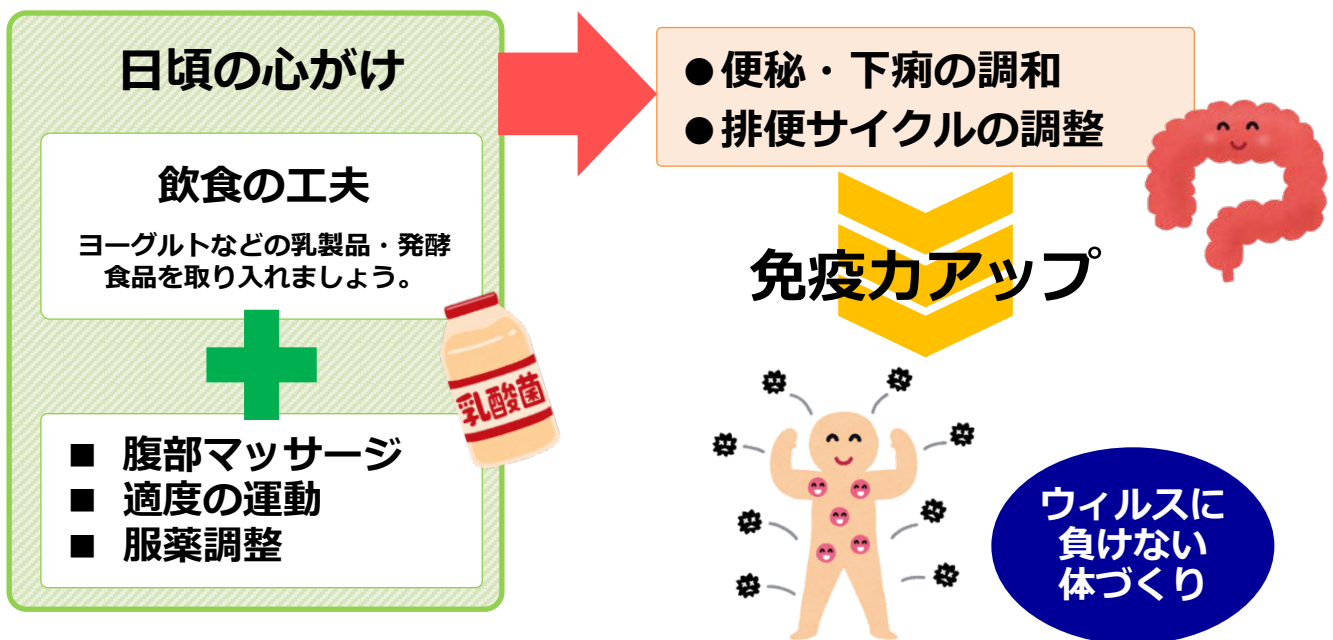 日頃の心がけ
飲食の工夫
ヨーグルトなどの乳製品・発酵
食品を取り入れましょう。
乳酸菌
■ 腹部マッサージ
■ 適度の運動
■ 服薬調整
●便秘・下痢の調和
●排便サイクルの調整
免疫力アップ
ウィルスに
負けない
体づくり